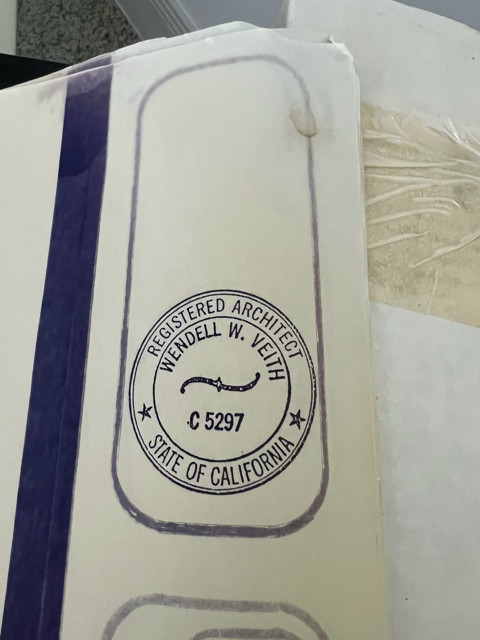 REGISTERED ARCHITECT
WENDELL W. VEITH
C 5297
STATE OF CALIFORNIA